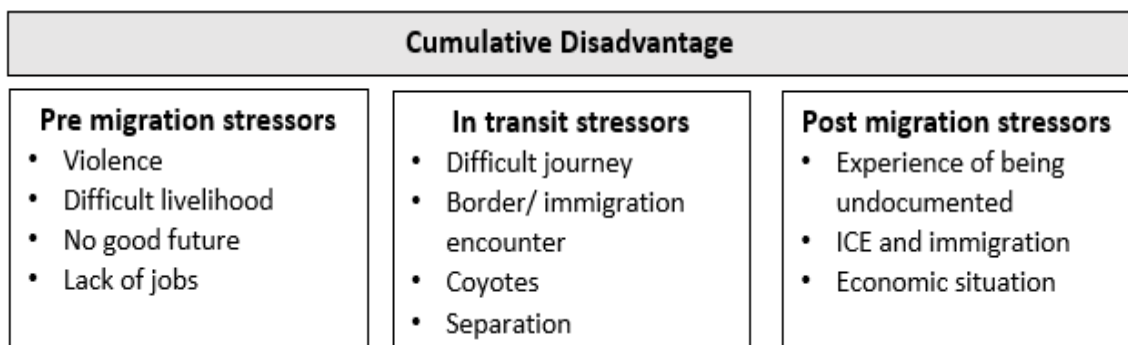 Cumulative Disadvantage
Pre migration stressors
• Violence
• Difficult livelihood
• No good future
• Lack of jobs
In transit stressors
• Difficult journey
• Border/ immigration
encounter
• Coyotes
• Separation
Post migration stressors
• Experience of being
undocumented
• ICE and immigration
• Economic situation